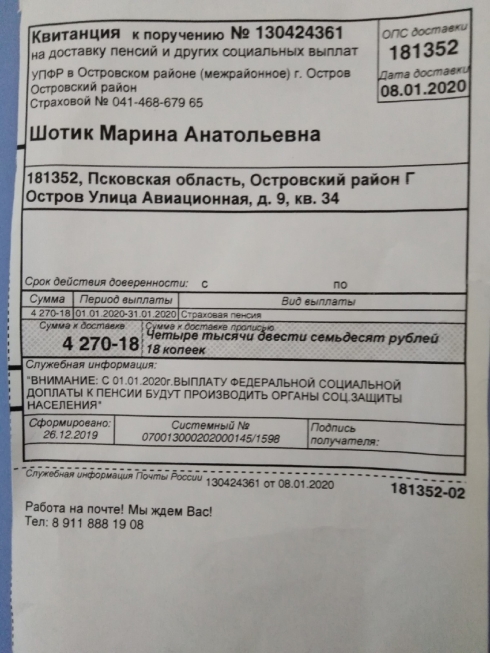 Квитанция к поручению № 130424361
на доставку пенсий и других социальных выплат
УПФР в Островском районе (межрайонное) г. Остров
Островский район
Страховой № 041-468-679 65
ОПС доставки
181352
Дата доставки
08.01.2020
Шотик Марина Анатольевна
181352, Псковская область, Островский район Г
Остров Улица Авиационная, д. 9, кв. 34
Срок действия доверенности: с по
Сумма Период выплаты Вид выплаты
4 270-18 01.01.2020-31.01.2020 Страховая пенсия
Сумма к доставке Сумма к доставке прописью
4 270-18 Четыре тысячи двести семьдесят рублей
18 копеек
Служебная информация:
"ВНИМАНИЕ: С 01.01.2020г.ВЫПЛАТУ ФЕДЕРАЛЬНОЙ СОЦИАЛЬНОЙ
ДОПЛАТЫ К ПЕНСИИ БУДУТ ПРОИЗВОДИТЬ ОРГАНЫ СОЦ.ЗАЩИТЫ
НАСЕЛЕНИЯ"
Сформировано: Системный № Подпись
26.12.2019 070013000202000145/1598 получателя:
Служебная информация Почты России 130424361 от 08.01.2020 181352-02
Работа на почте! Мы ждем Вас!
Тел: 8 911 888 19 08